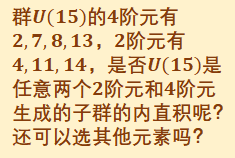 群U(15)的4阶元有
2,7,8,13，2阶元有
4,11,14，是否U(15)是
任意两个2阶元和4阶元
生成的子群的内直积呢？
还可以选其他元素吗？